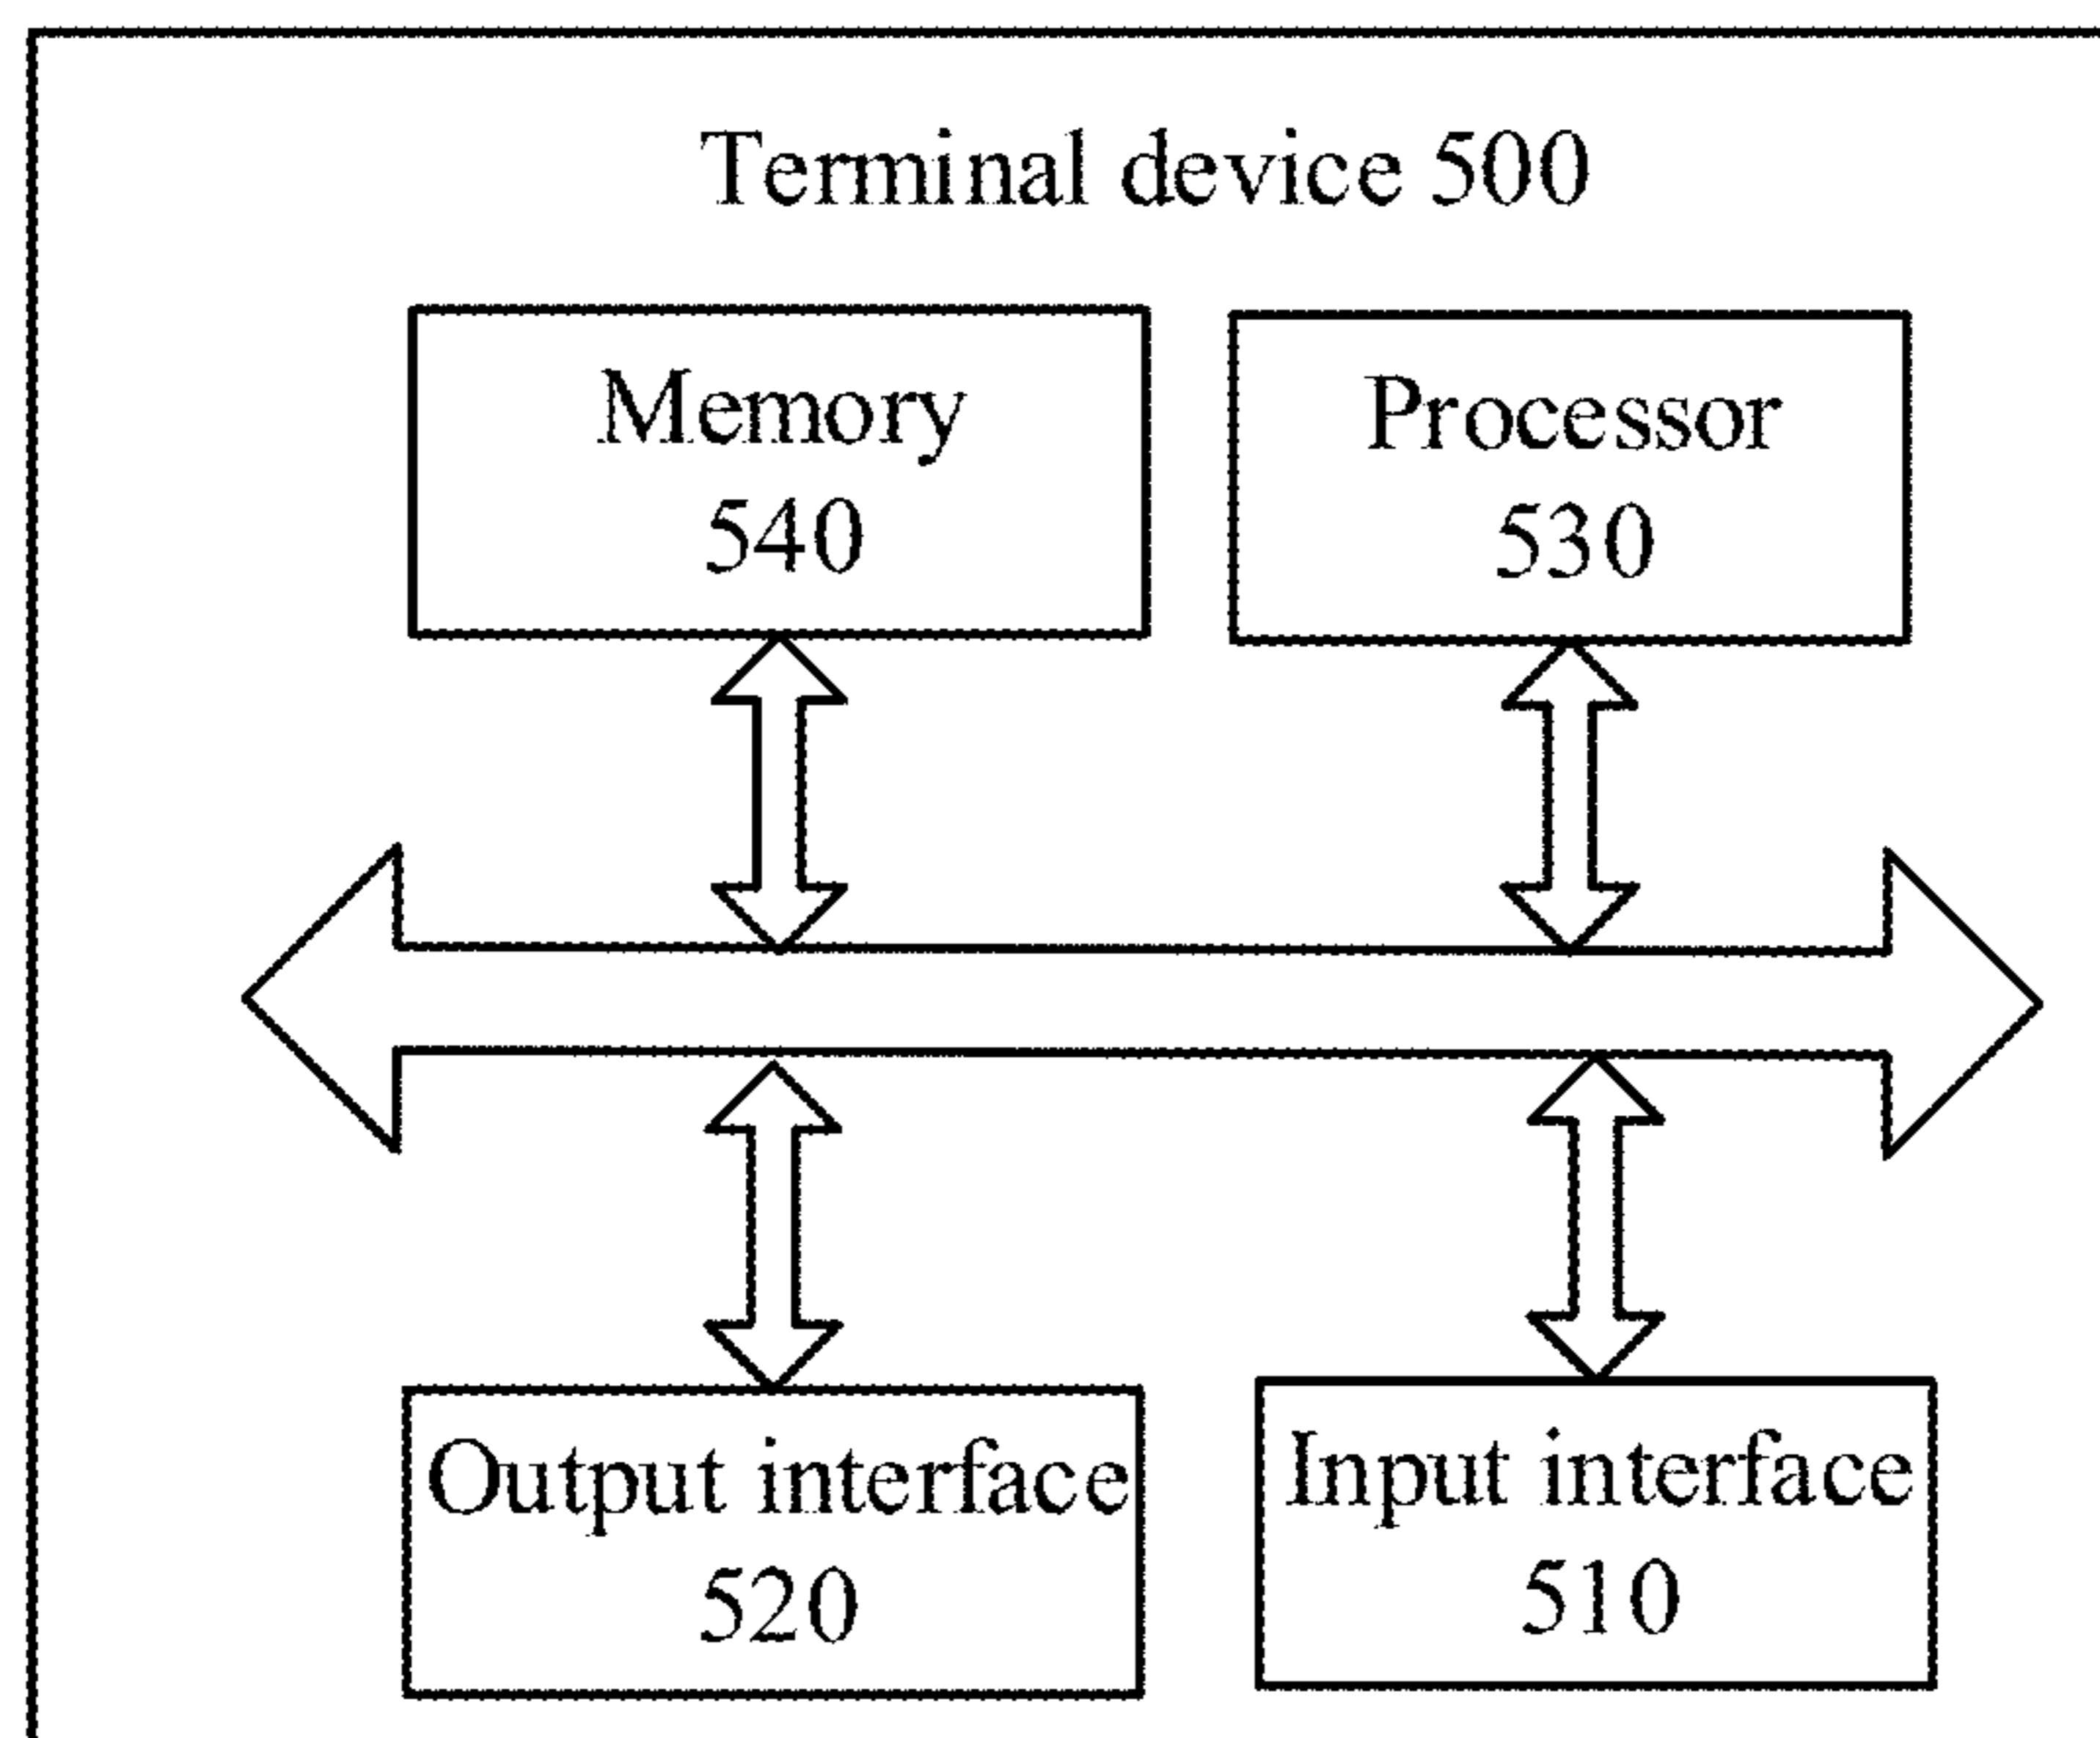 Terminal device 500
Memory
540
Processor
530
Output interface
520
Input interface
510